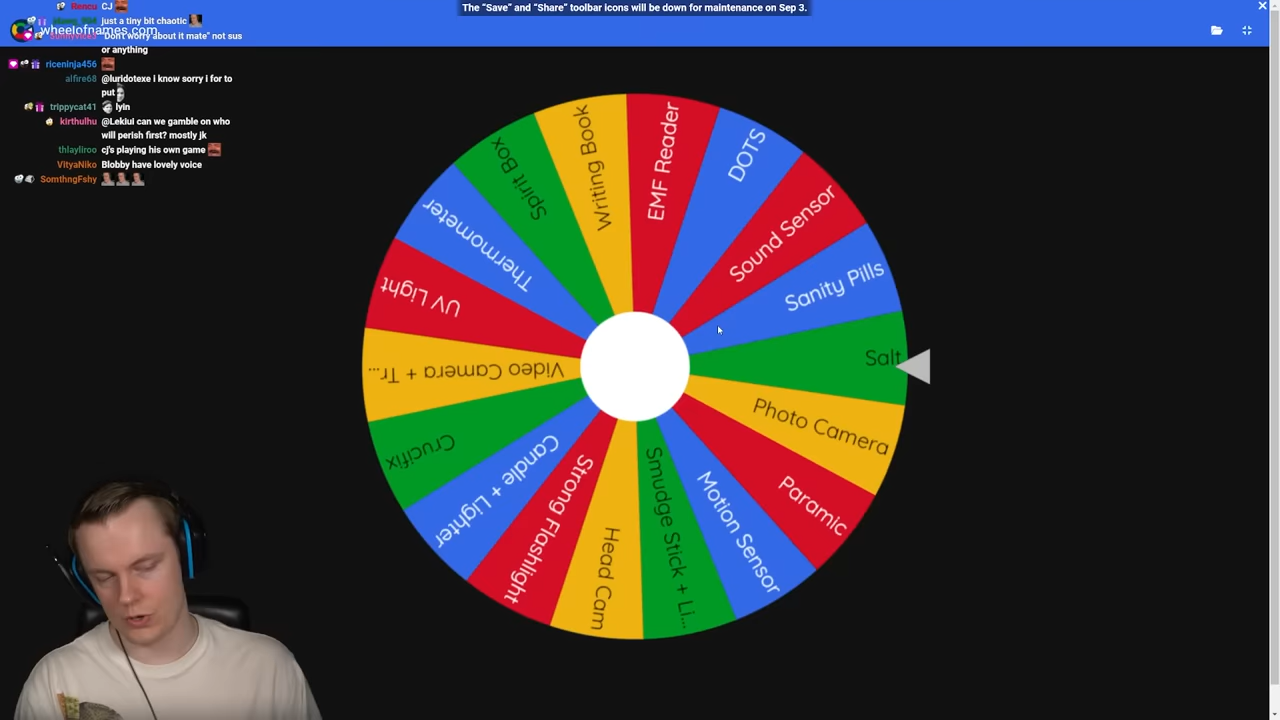 The “Save” and “Share” toolbar icons will be down for maintenance on Sep 3.
wheelofnames.com
Rencu CJ
just a tiny bit chaotic
"Don't worry about it mate" not sus
or anything
riceninja456
alfire68 @luridotexe i know sorry i for to
put
trippycat41 lyin
kirthulhu @Lekiui can we gamble on who
will perish first? mostly jk
thlayliroo cj's playing his own game
VityaNiko Blobby have lovely voice
SomthngFshy
EMF Reader
DOTS
Sound Sensor
Sanity Pills
Salt
Photo Camera
Paramic
Motion Sensor
Smudge Stick + Li...
Head Cam
Strong Flashlight
Candle + Lighter
Crucifix
Video Camera + Tr...
UV Light
Thermometer
Spirit Box
Writing Book